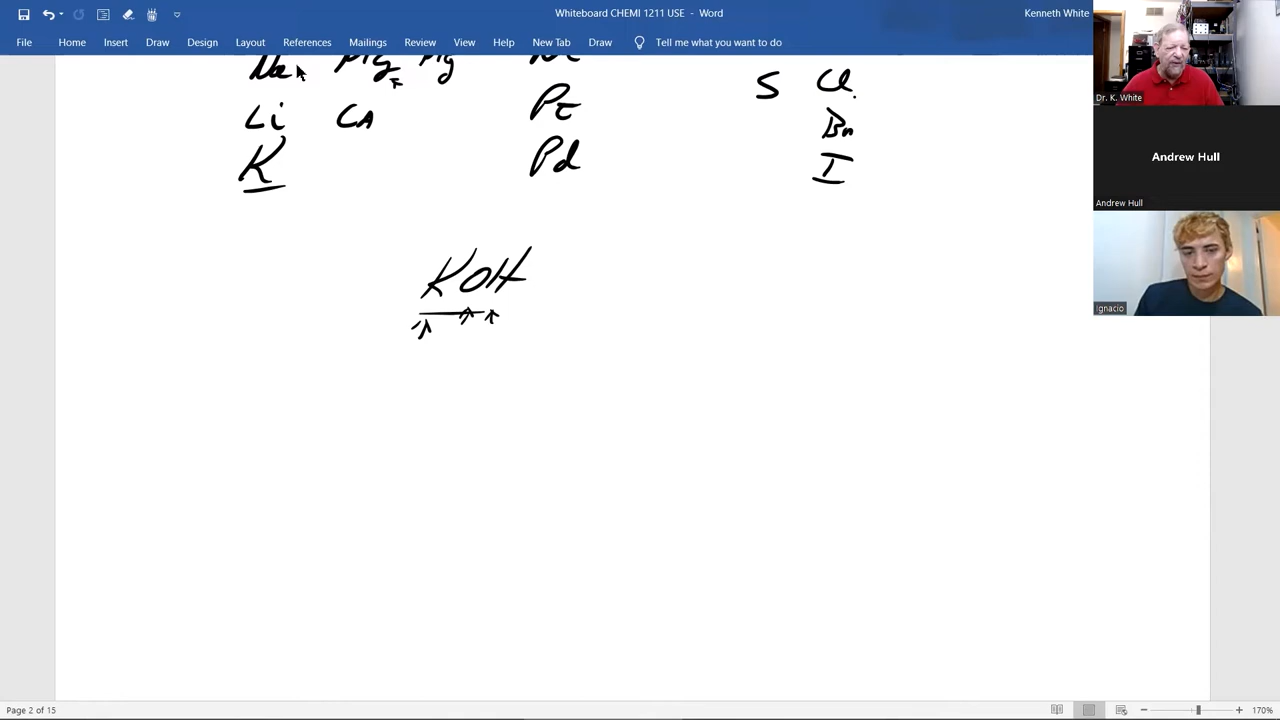 Whiteboard CHEMI 1211 USE - Word
Kenneth White
File Home Insert Draw Design Layout References Mailings Review View Help New Tab Draw Tell me what you want to do
Na Mg Mg
S Cl
Li CA Pt
Br
K Pd I
KOH
Dr. K. White
Andrew Hull
Andrew Hull
Ignacio
Page 2 of 15
170%